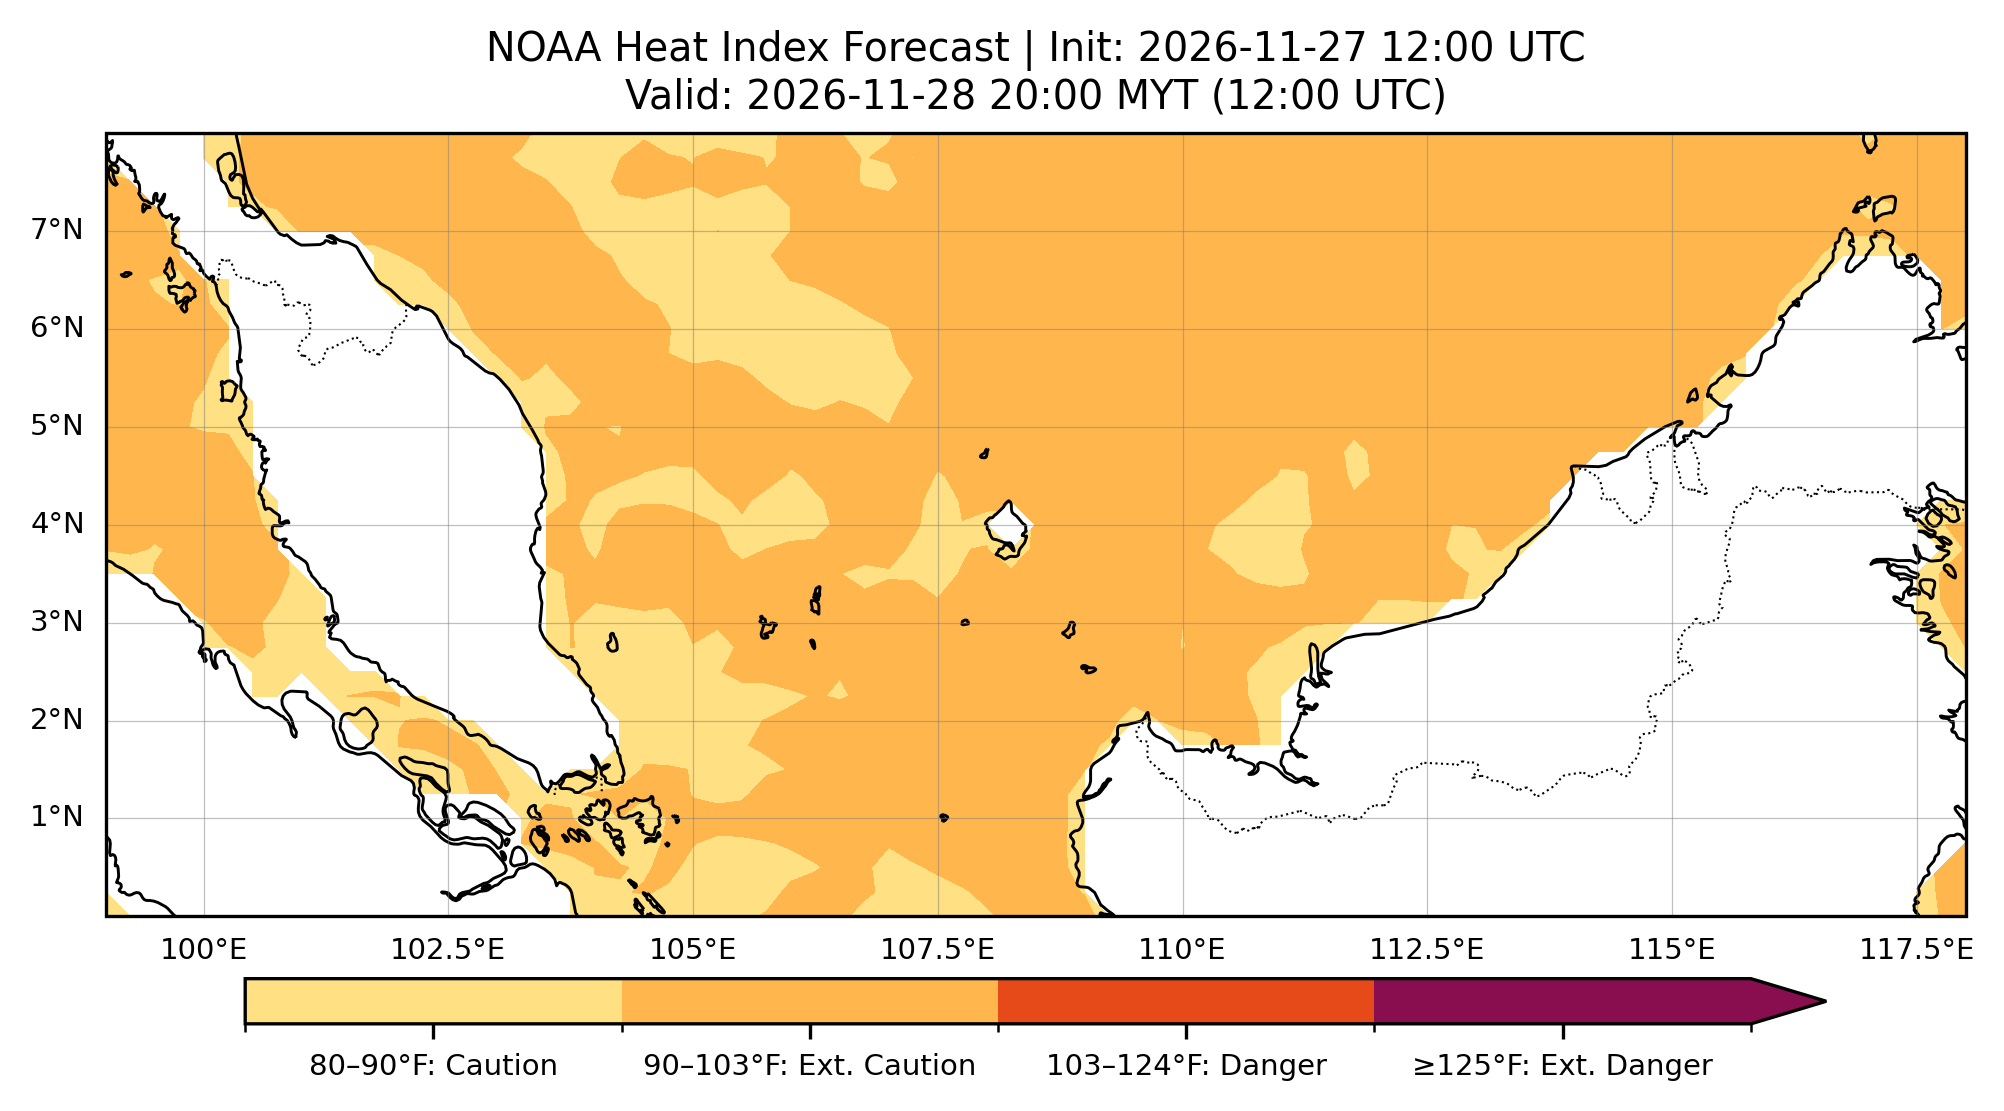 NOAA Heat Index Forecast | Init: 2026-11-27 12:00 UTC
Valid: 2026-11-28 20:00 MYT (12:00 UTC)
7°N
6°N
5°N
4°N
3°N
2°N
1°N
100°E
102.5°E
105°E
107.5°E
110°E
112.5°E
115°E
117.5°E
80–90°F: Caution
90–103°F: Ext. Caution
103–124°F: Danger
≥125°F: Ext. Danger